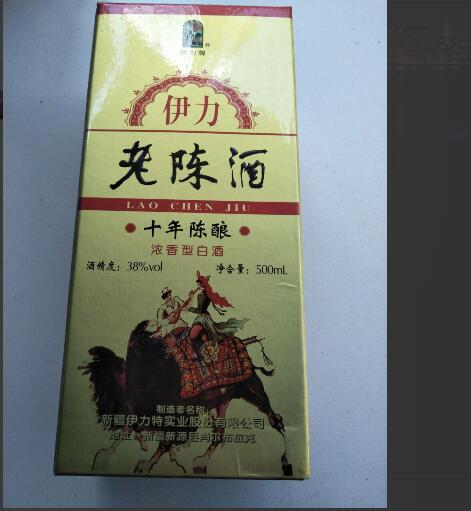 伊力
老陈酒
LAO CHEN JIU
十年陈酿
浓香型白酒
酒精度：38%vol 净含量：500mL
制造者名称：
新疆伊力特实业股份有限公司
地址：新疆新源县肖尔布拉克